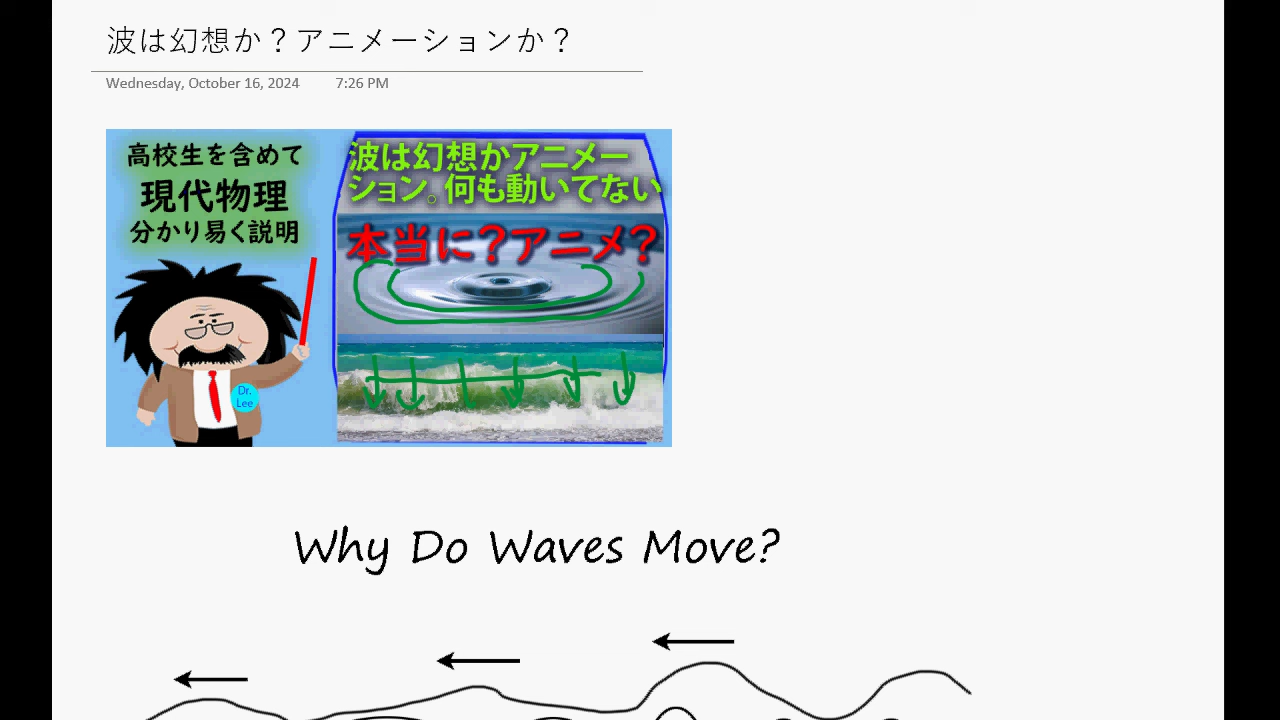 波は幻想か？アニメーションか？
Wednesday, October 16, 2024 7:26 PM
高校生を含めて
現代物理
分かり易く説明
Dr.
Lee
波は幻想かアニメー
ション。何も動いてない
本当に？アニメ？
Why Do Waves Move?